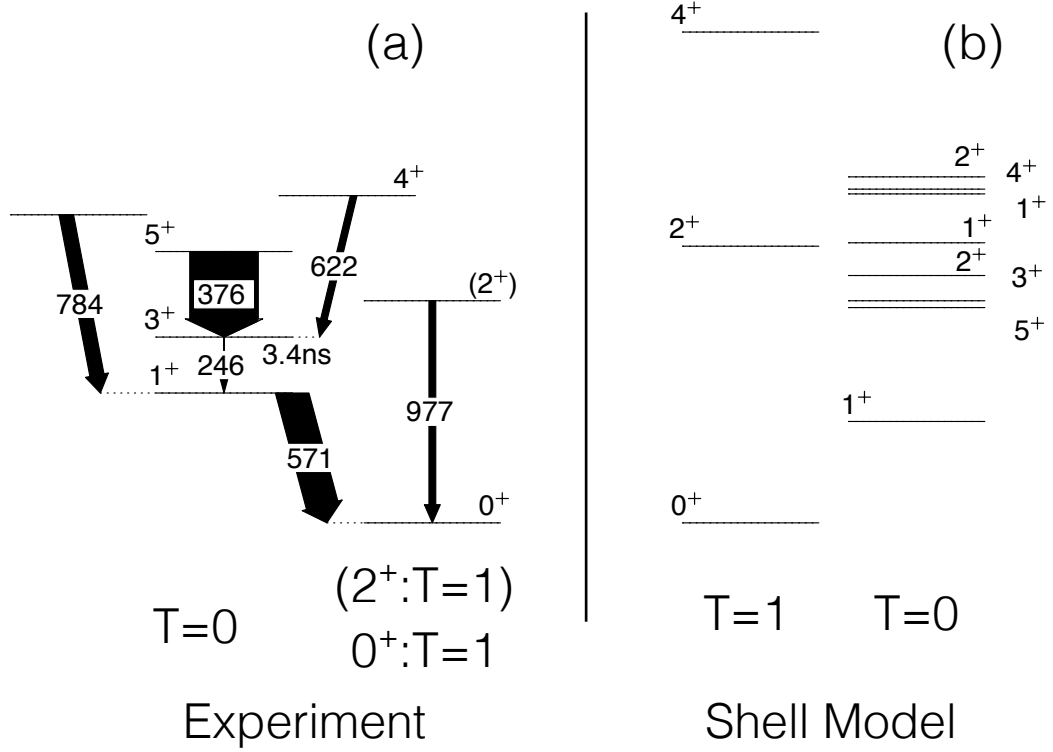 (a)
4⁺
5⁺
622
(2⁺)
376
784
3⁺
3.4ns
246
1⁺
977
571
0⁺
(2⁺:T=1)
T=0
0⁺:T=1
Experiment
4⁺
(b)
2⁺
4⁺
1⁺
2⁺
1⁺
2⁺
3⁺
5⁺
1⁺
0⁺
T=1
T=0
Shell Model